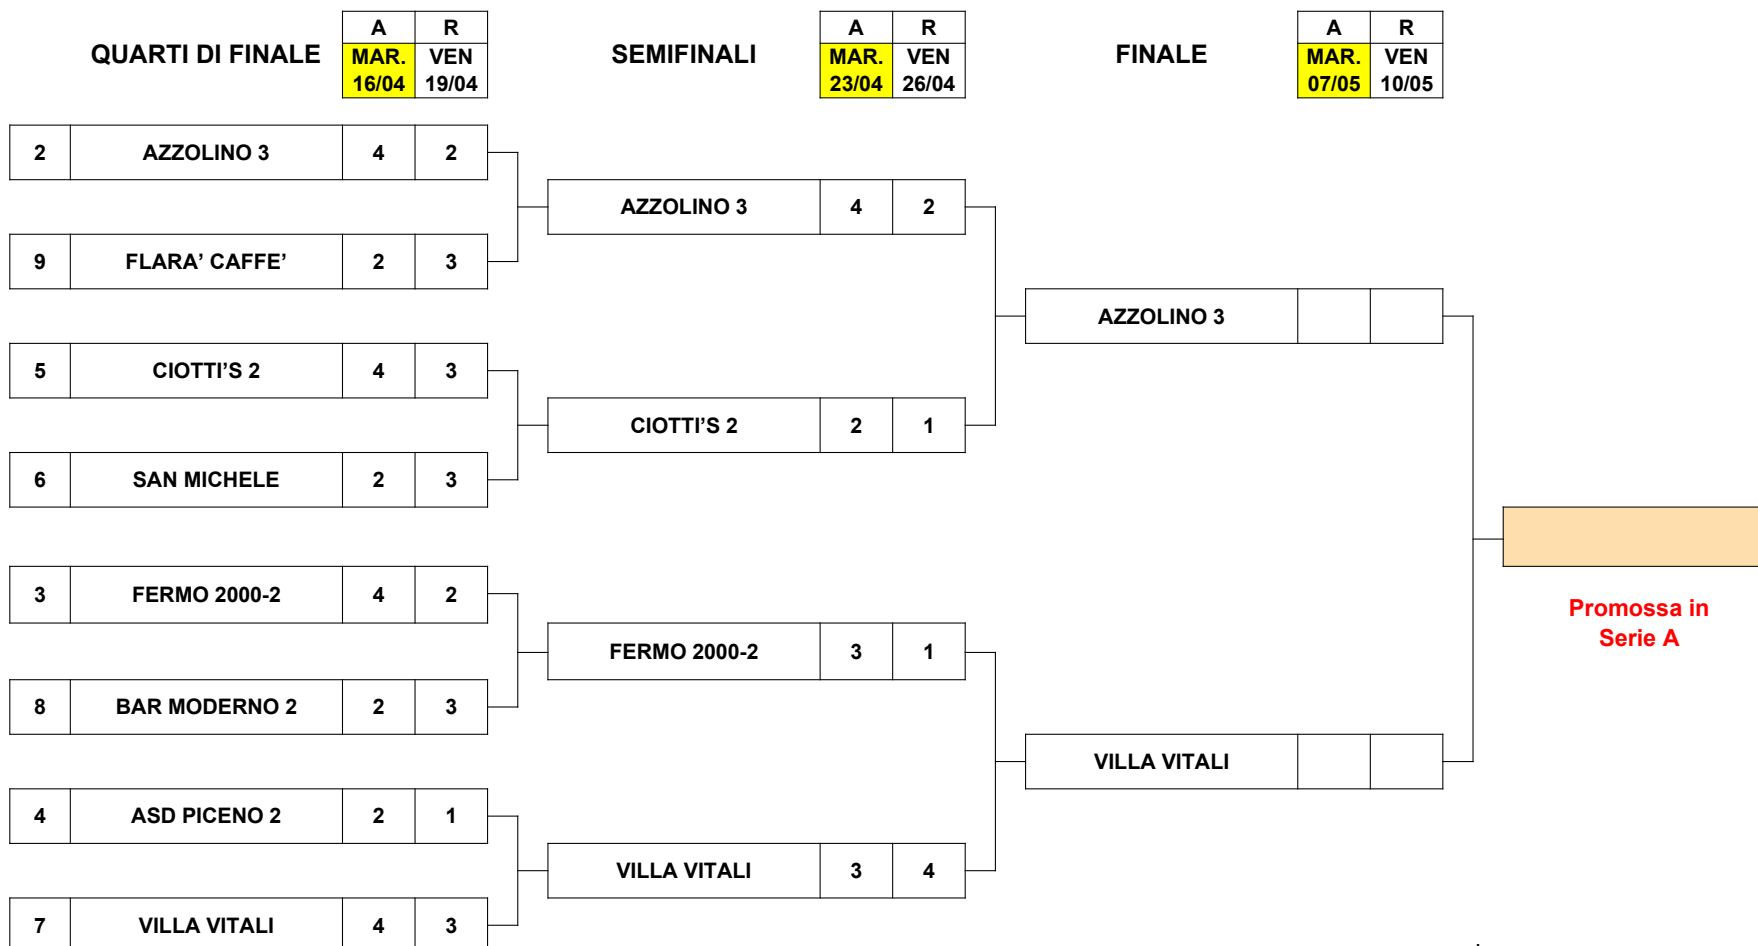 A R A R A R
QUARTI DI FINALE MAR. VEN SEMIFINALI MAR. VEN FINALE MAR. VEN
16/04 19/04 23/04 26/04 07/05 10/05
2 AZZOLINO 3 4 2
AZZOLINO 3 4 2
9 FLARA’ CAFFE’ 2 3
AZZOLINO 3
5 CIOTTI’S 2 4 3
CIOTTI’S 2 2 1
6 SAN MICHELE 2 3
3 FERMO 2000-2 4 2
Promossa in
Serie A
FERMO 2000-2 3 1
8 BAR MODERNO 2 2 3
VILLA VITALI
4 ASD PICENO 2 2 1
VILLA VITALI 3 4
7 VILLA VITALI 4 3